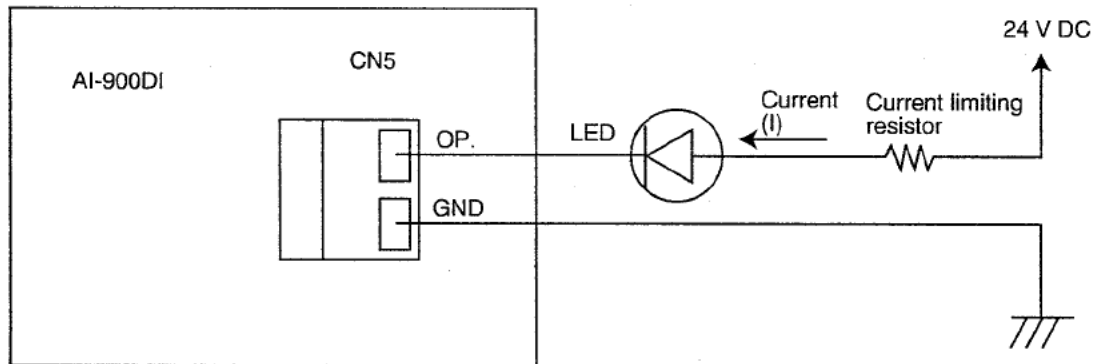 24 V DC
CN5
AI-900DI
Current
(I)
Current limiting
resistor
OP.
LED
GND